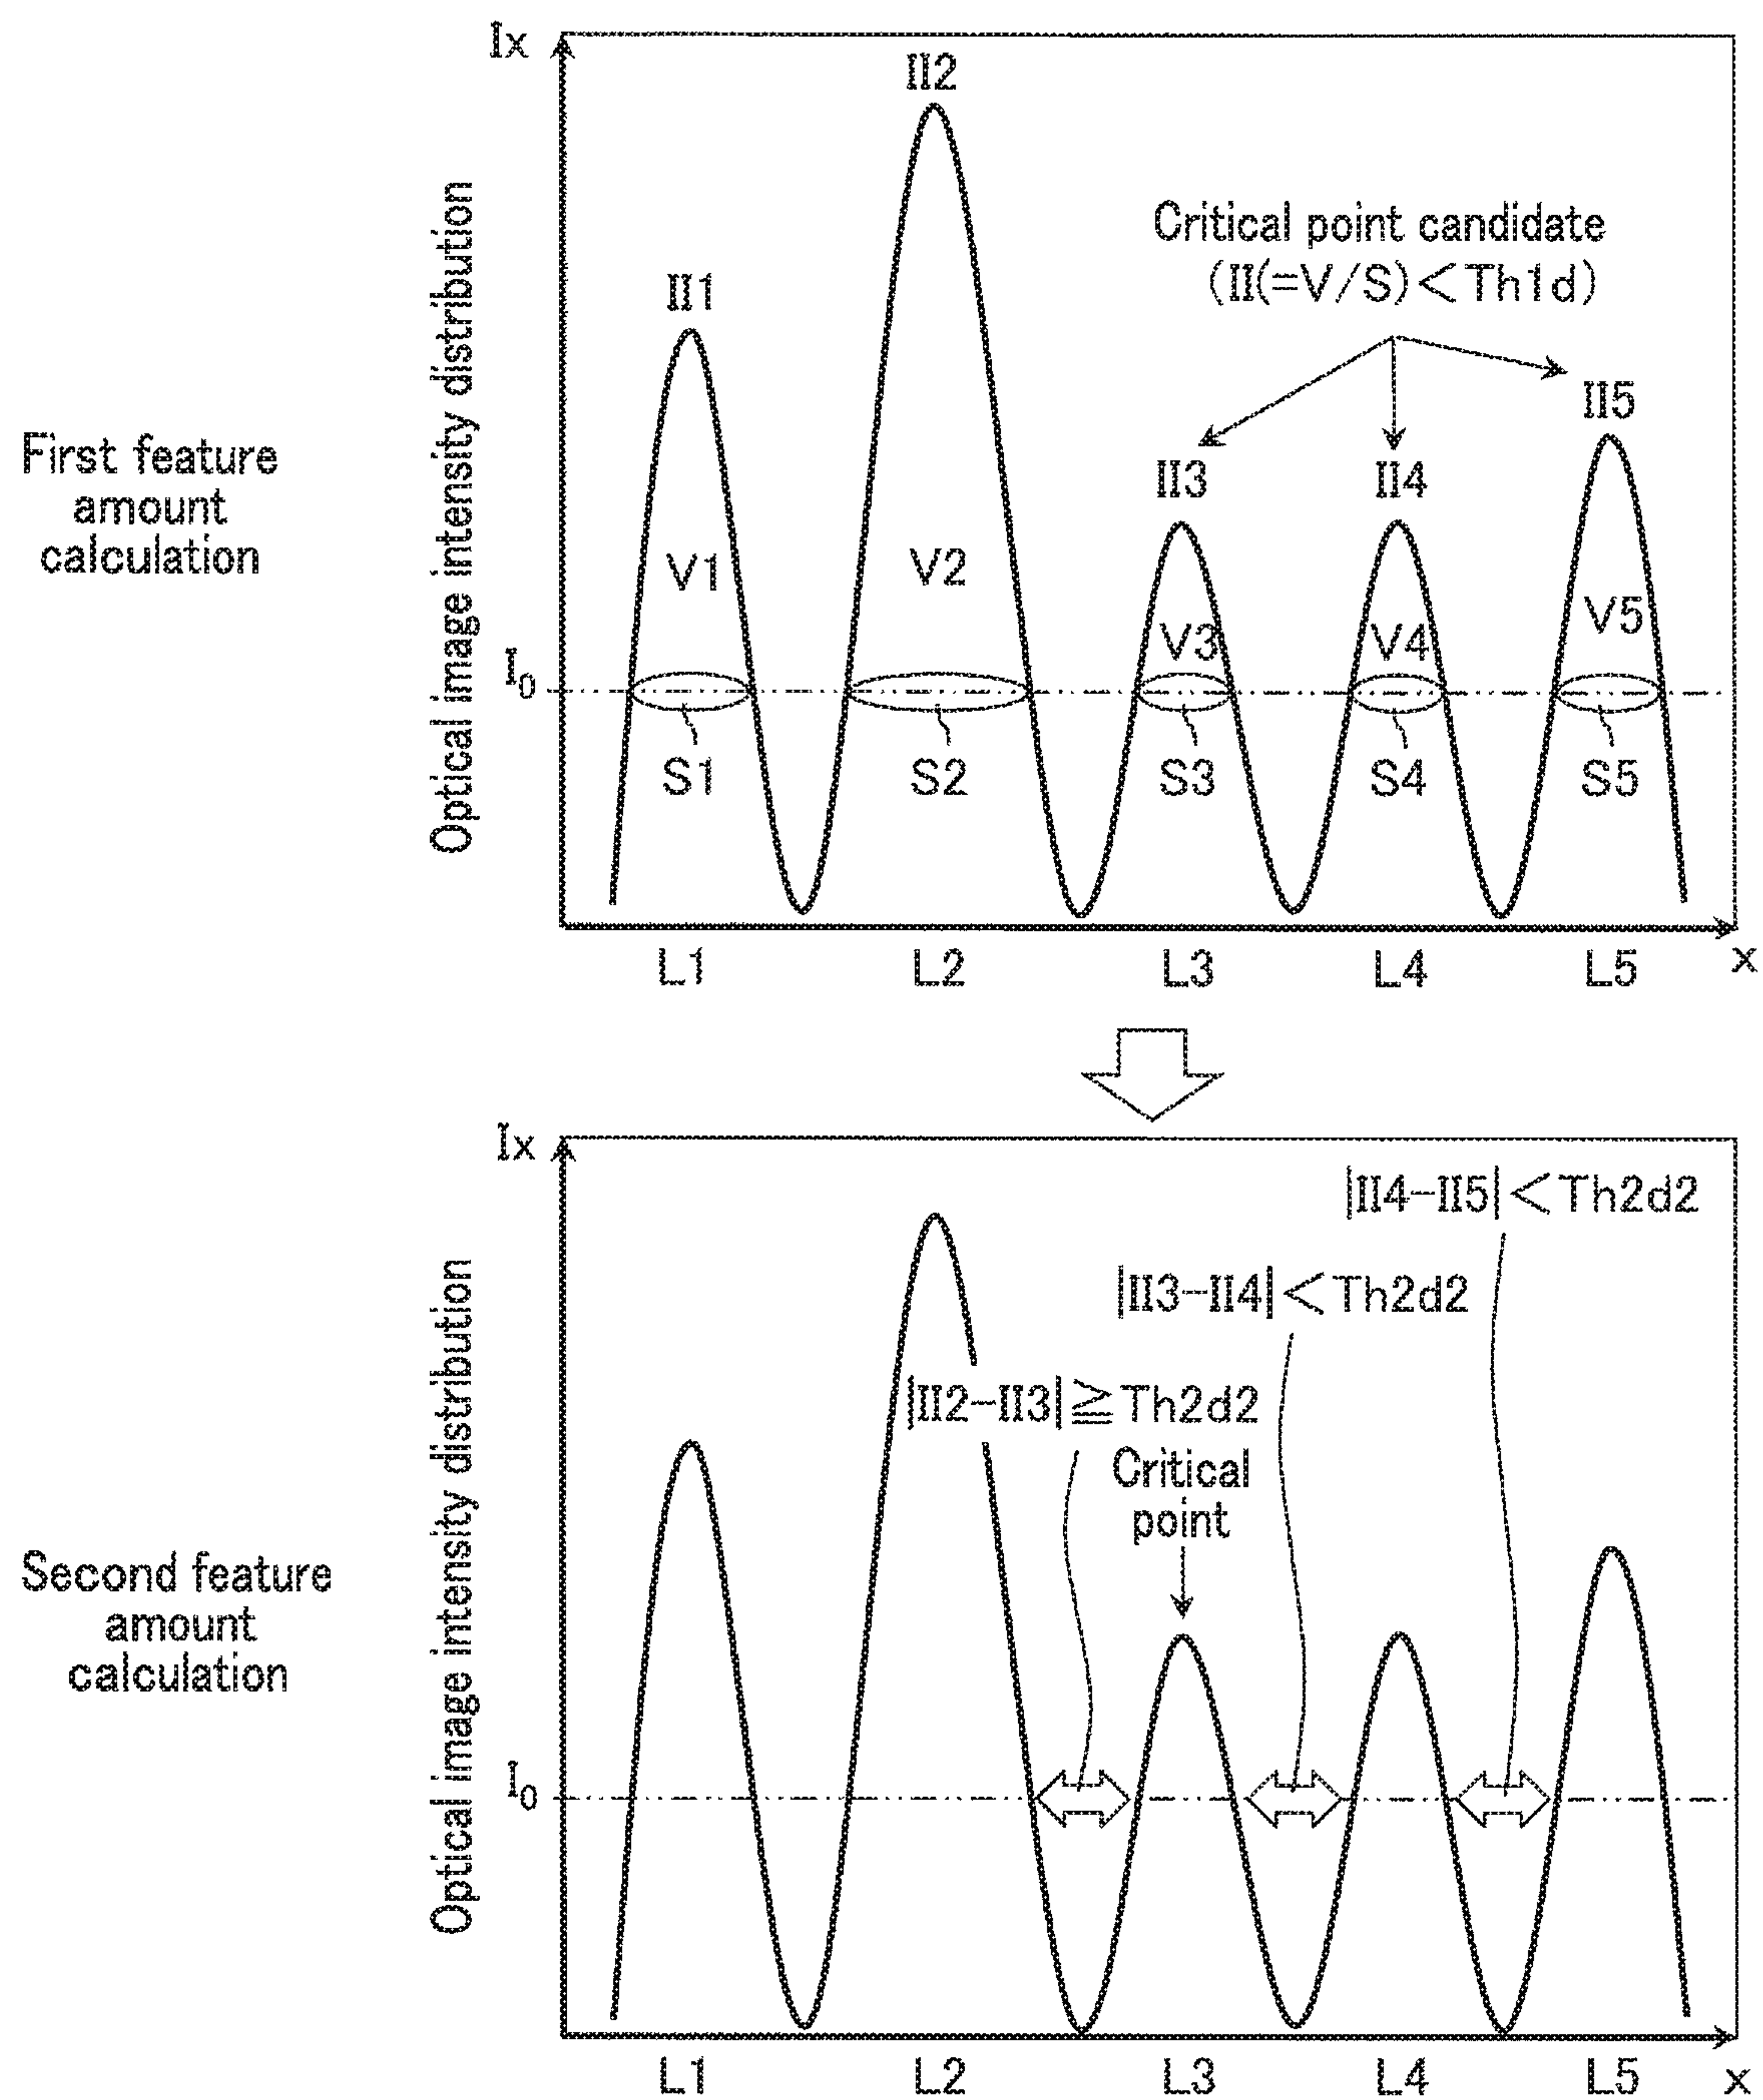 First feature
amount
calculation
Optical image intensity distribution
Ix
I0
II1
II2
Critical point candidate
(II(=V/S)<Th1d)
II3
II4
II5
V1
V2
V3
V4
V5
S1
S2
S3
S4
S5
L1
L2
L3
L4
L5
x
Second feature
amount
calculation
Optical image intensity distribution
Ix
I0
|II4-II5|<Th2d2
|II3-II4|<Th2d2
|II2-II3|≧Th2d2
Critical
point
L1
L2
L3
L4
L5
x